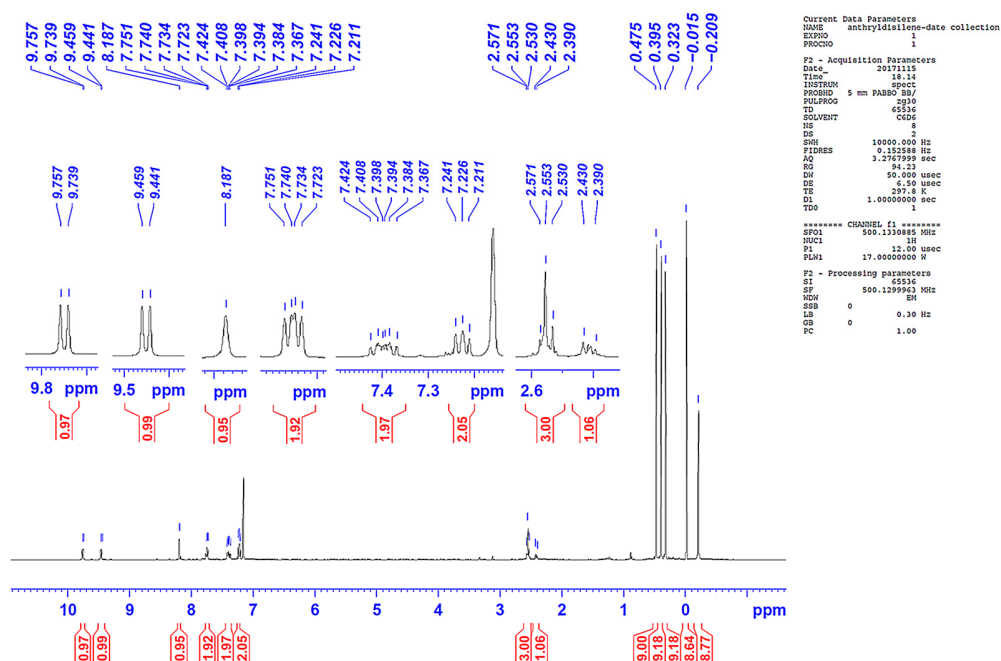 9.757
9.739
9.459
9.441
8.187
7.751
7.740
7.734
7.723
7.424
7.408
7.398
7.394
7.384
7.367
7.241
7.226
7.211
2.571
2.553
2.530
2.430
2.390
0.475
0.395
0.323
-0.015
-0.209
9.757
9.739
9.459
9.441
8.187
7.751
7.740
7.734
7.723
7.424
7.408
7.398
7.394
7.384
7.367
7.241
7.226
7.211
2.571
2.553
2.530
2.430
2.390
9.8 ppm
9.5 ppm
ppm
ppm
7.4 7.3 ppm
2.6 ppm
0.97
0.99
0.95
1.92
1.97
2.05
3.00
1.06
10 9 8 7 6 5 4 3 2 1 0 ppm
0.97
0.99
0.95
1.92
1.97
2.05
3.00
1.06
9.00
9.18
9.18
8.64
8.77
Current Data Parameters
NAME anthryldisilene-date collection
EXPNO 1
PROCNO 1
F2 - Acquisition Parameters
Date_ 20171115
Time 18.14
INSTRUM spect
PROBHD 5 mm PABBO BB/
PULPROG zg30
TD 65536
SOLVENT C6D6
NS 8
DS 2
SWH 10000.000 Hz
FIDRES 0.152588 Hz
AQ 3.2767999 sec
RG 94.23
DW 50.000 usec
DE 6.50 usec
TE 297.8 K
D1 1.00000000 sec
TD0 1
======== CHANNEL f1 ========
SFO1 500.1330885 MHz
NUC1 1H
P1 12.00 usec
PLW1 17.00000000 W
F2 - Processing parameters
SI 65536
SF 500.1299963 MHz
WDW EM
SSB 0
LB 0.30 Hz
GB 0
PC 1.00